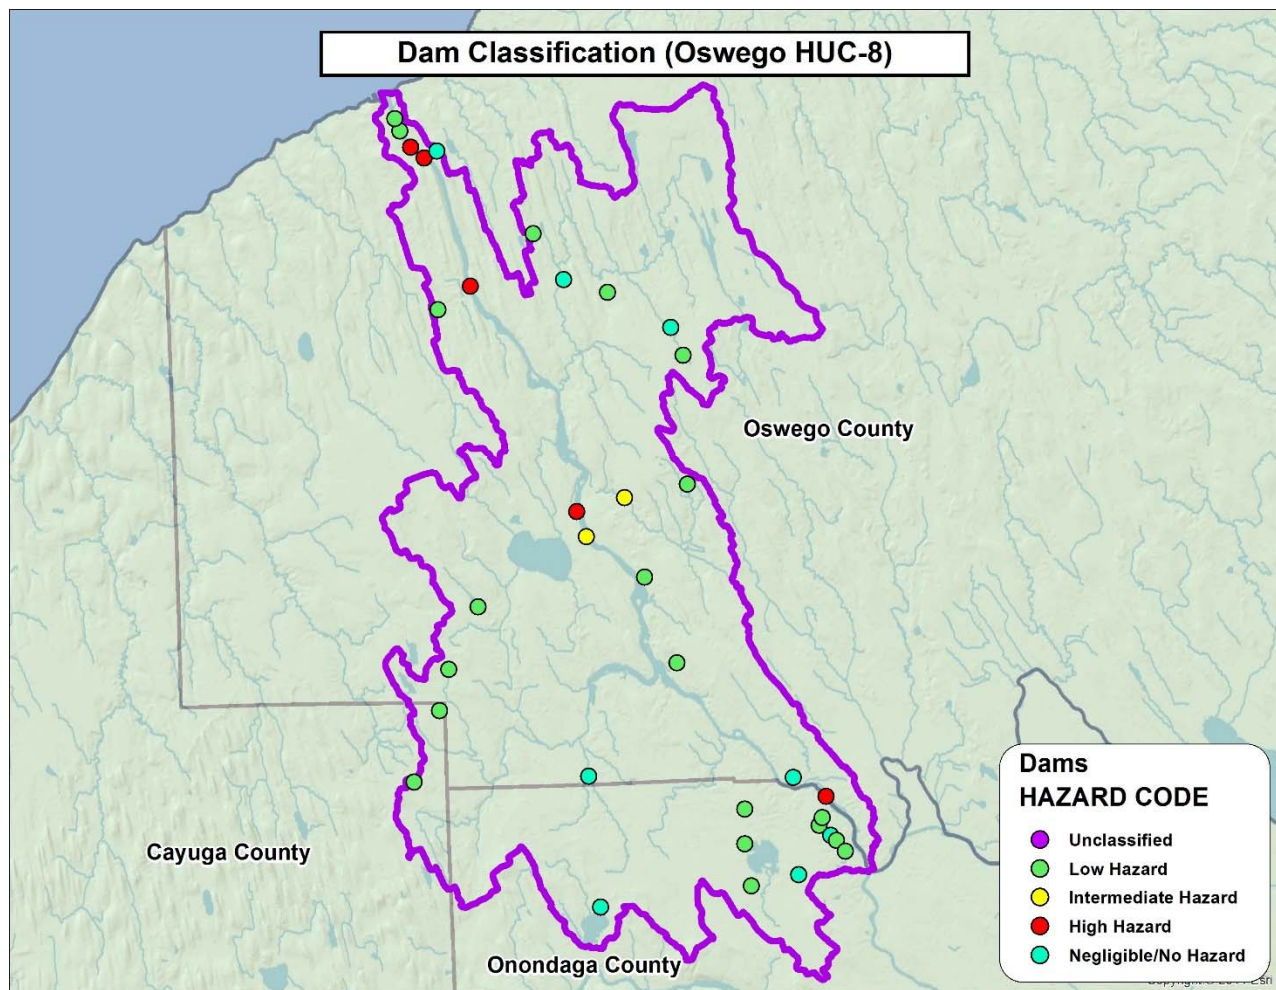 Dam Classification (Oswego HUC-8)
Oswego County
Cayuga County
Onondaga County
Dams
HAZARD CODE
Unclassified
Low Hazard
Intermediate Hazard
High Hazard
Negligible/No Hazard